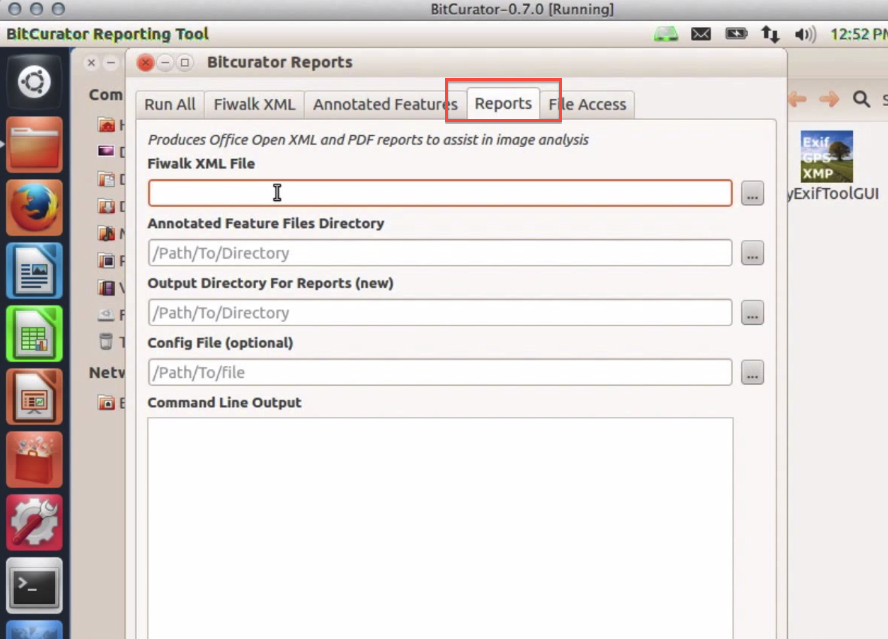 BitCurator-0.7.0 [Running]
BitCurator Reporting Tool
12:52 PM
Bitcurator Reports
Com
Run All Fiwalk XML Annotated Features Reports File Access
Produces Office Open XML and PDF reports to assist in image analysis
Fiwalk XML File
...
Annotated Feature Files Directory
/Path/To/Directory
...
Output Directory For Reports (new)
/Path/To/Directory
...
Config File (optional)
/Path/To/file
...
Netw
Command Line Output
Exif
GPS
XMP
yExifToolGUI
>_